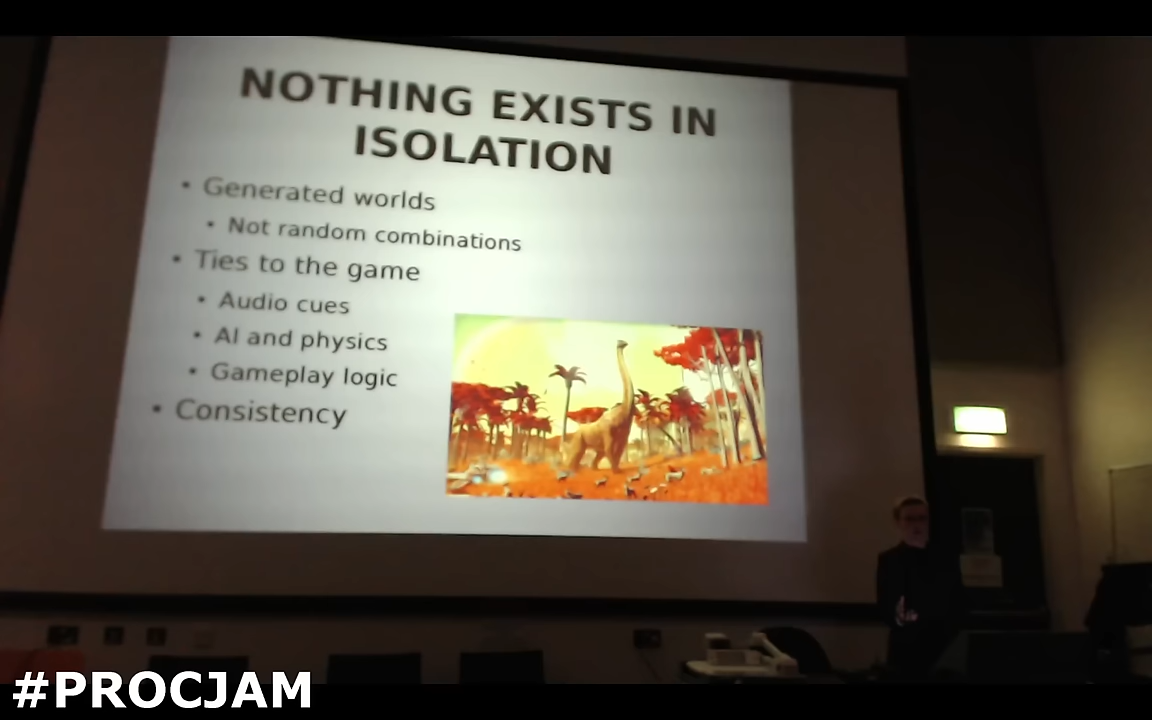 NOTHING EXISTS IN
ISOLATION
• Generated worlds
• Not random combinations
• Ties to the game
• Audio cues
• AI and physics
• Gameplay logic
• Consistency
#PROCJAM